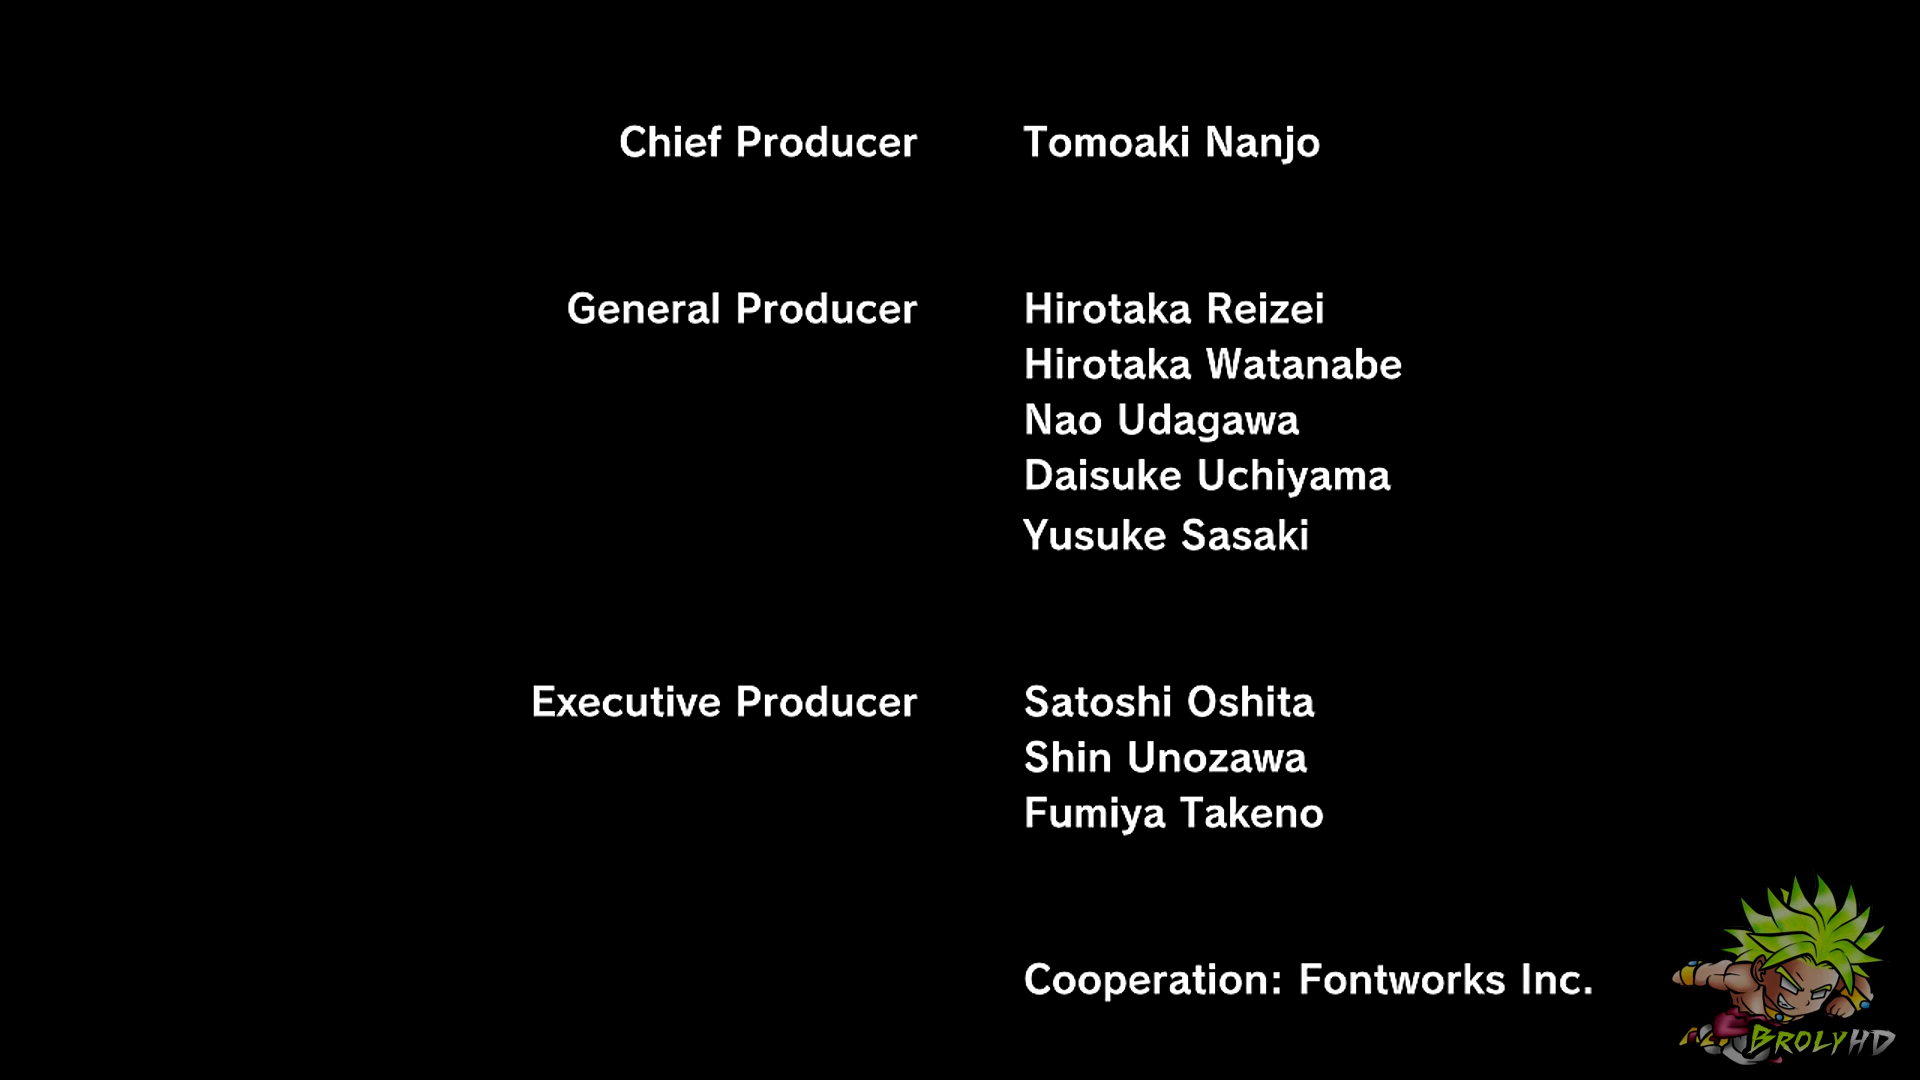 Chief Producer Tomoaki Nanjo
General Producer Hirotaka Reizei
Hirotaka Watanabe
Nao Udagawa
Daisuke Uchiyama
Yusuke Sasaki
Executive Producer Satoshi Oshita
Shin Unozawa
Fumiya Takeno
Cooperation: Fontworks Inc.
BROLYHD